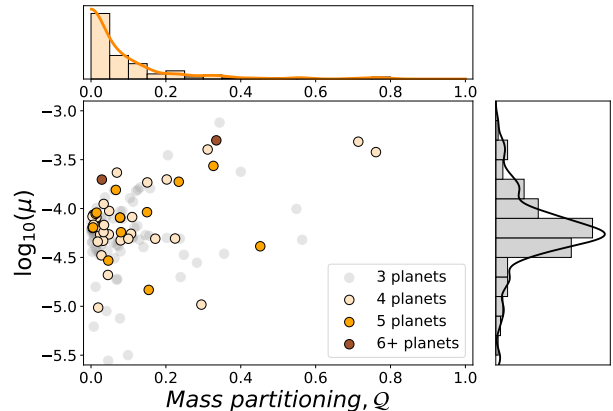 0.0 0.2 0.4 0.6 0.8 1.0
−3.0
−3.5
−4.0
−4.5
−5.0
−5.5
log₁₀(μ)
3 planets
4 planets
5 planets
6+ planets
0.0 0.2 0.4 0.6 0.8 1.0
Mass partitioning, 𝒬